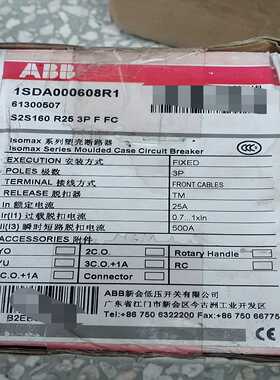 ABB
1SDA000608R1
61300507
S2S160 R25 3P F FC
Isomax 系列塑壳断路器
Isomax Series Moulded Case Circuit Breaker
EXECUTION 安装方式 FIXED
POLES 极数 3P
TERMINAL 接线方式 FRONT CABLES
RELEASE 脱扣器 TM
In 额定电流 25A
Ir(I1) 过载脱扣电流 0.7...1xIn
Ii(I3) 瞬时短路脱扣电流 500A
ACCESSORIES 附件
YO 2C.O. Rotary Handle
YU 3C.O.+1A RC
C.O.+1A Connector
ABB新会低压开关有限公司
广东省江门市新会区今古洲工业开发区
Tel:+86 750 6322200 Fax:+86 750 6677
B2E